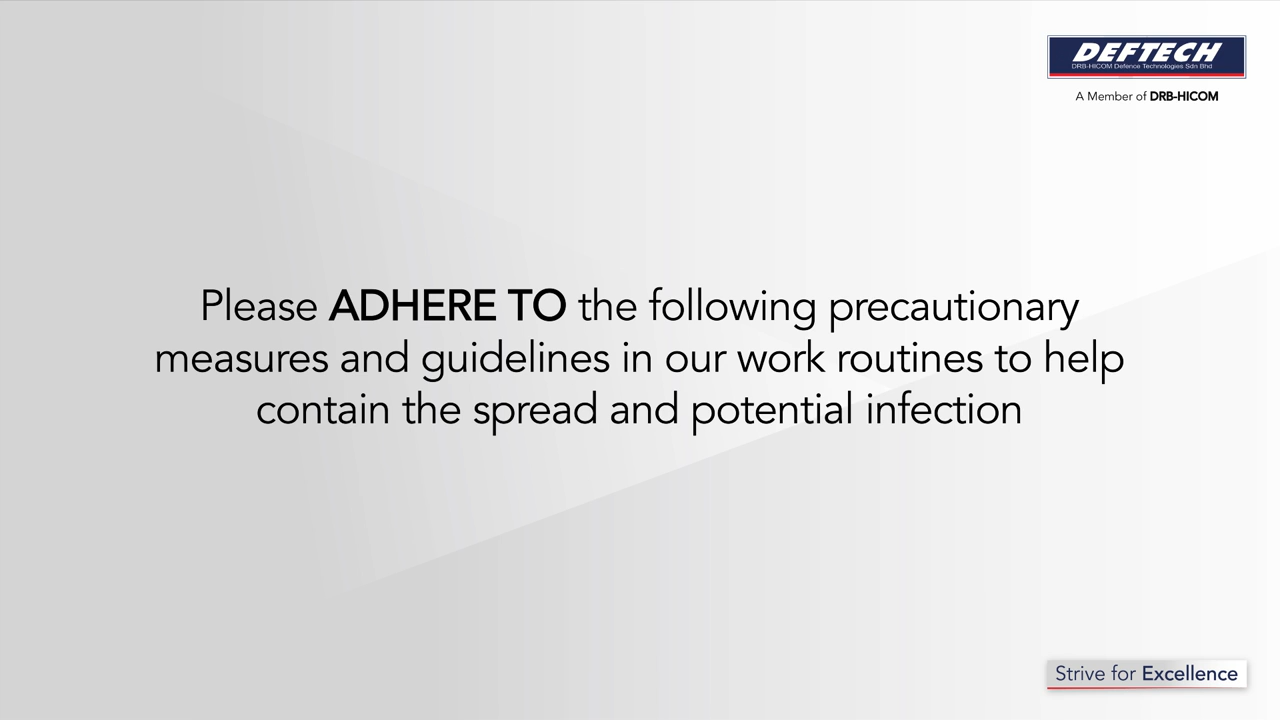 DEFTECH
DRB-HICOM Defence Technologies Sdn Bhd
A Member of DRB-HICOM
Please ADHERE TO the following precautionary
measures and guidelines in our work routines to help
contain the spread and potential infection
Strive for Excellence